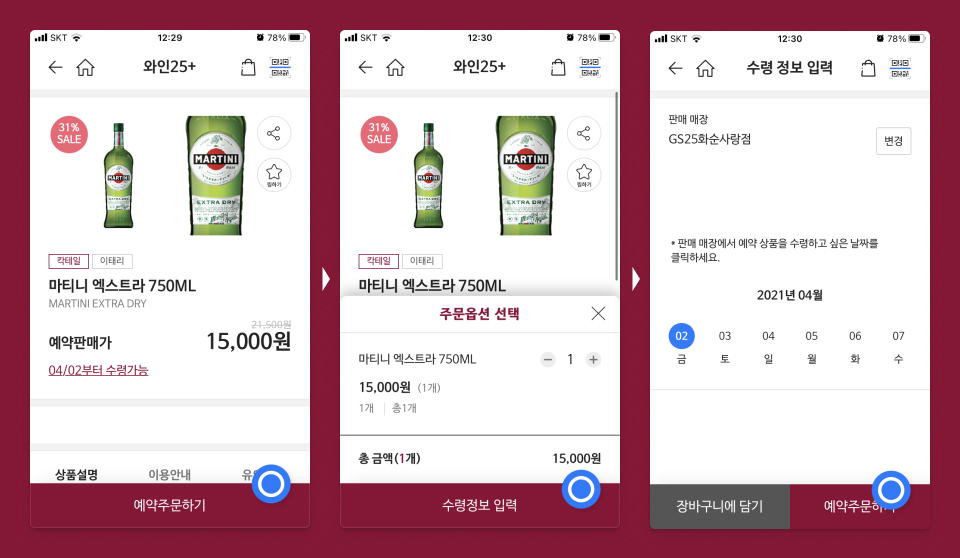 SKT
12:29
78%
와인25+
31%
SALE
MARTINI
EXTRA DRY
찜하기
칵테일
이태리
마티니 엑스트라 750ML
MARTINI EXTRA DRY
21,500원
예약판매가
15,000원
04/02부터 수령가능
상품설명
이용안내
유
예약주문하기
SKT
12:30
78%
와인25+
31%
SALE
MARTINI
EXTRA DRY
찜하기
칵테일
이태리
마티니 엑스트라 750ML
주문옵션 선택
마티니 엑스트라 750ML
1
15,000원 (1개)
1개
총1개
총 금액(1개)
15,000원
수령정보 입력
SKT
12:30
78%
수령 정보 입력
판매 매장
GS25화순사랑점
변경
* 판매 매장에서 예약 상품을 수령하고 싶은 날짜를
클릭하세요.
2021년 04월
02 03 04 05 06 07
금 토 일 월 화 수
장바구니에 담기
예약주문하기